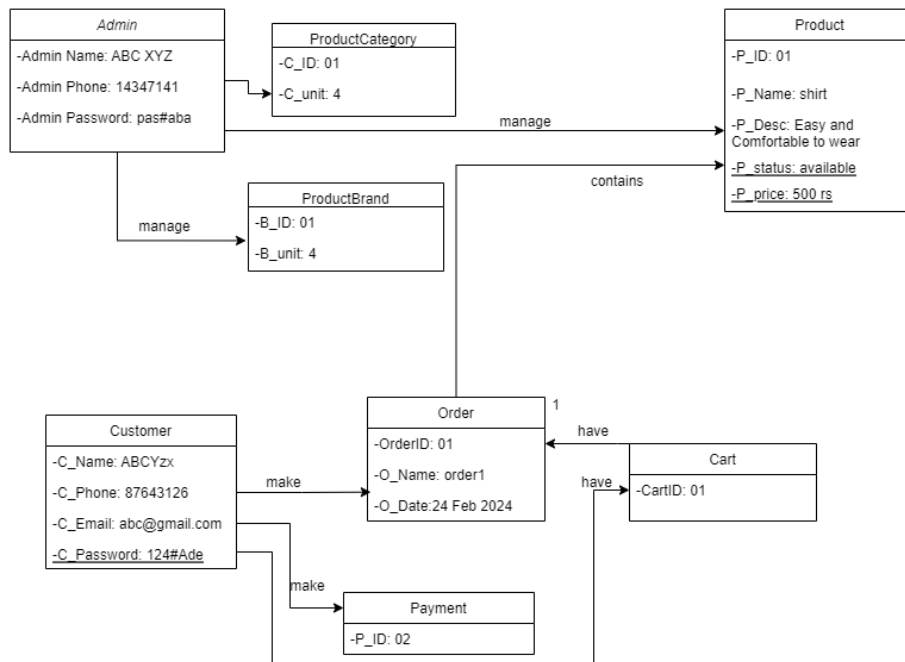 Admin
-Admin Name: ABC XYZ
-Admin Phone: 14347141
-Admin Password: pas#aba
ProductCategory
-C_ID: 01
-C_unit: 4
Product
-P_ID: 01
-P_Name: shirt
-P_Desc: Easy and
Comfortable to wear
-P_status: available
-P_price: 500 rs
manage
contains
ProductBrand
-B_ID: 01
-B_unit: 4
manage
Order
-OrderID: 01
-O_Name: order1
-O_Date:24 Feb 2024
1
have
Customer
-C_Name: ABCYzx
-C_Phone: 87643126
-C_Email: abc@gmail.com
-C_Password: 124#Ade
make
Cart
-CartID: 01
have
make
Payment
-P_ID: 02